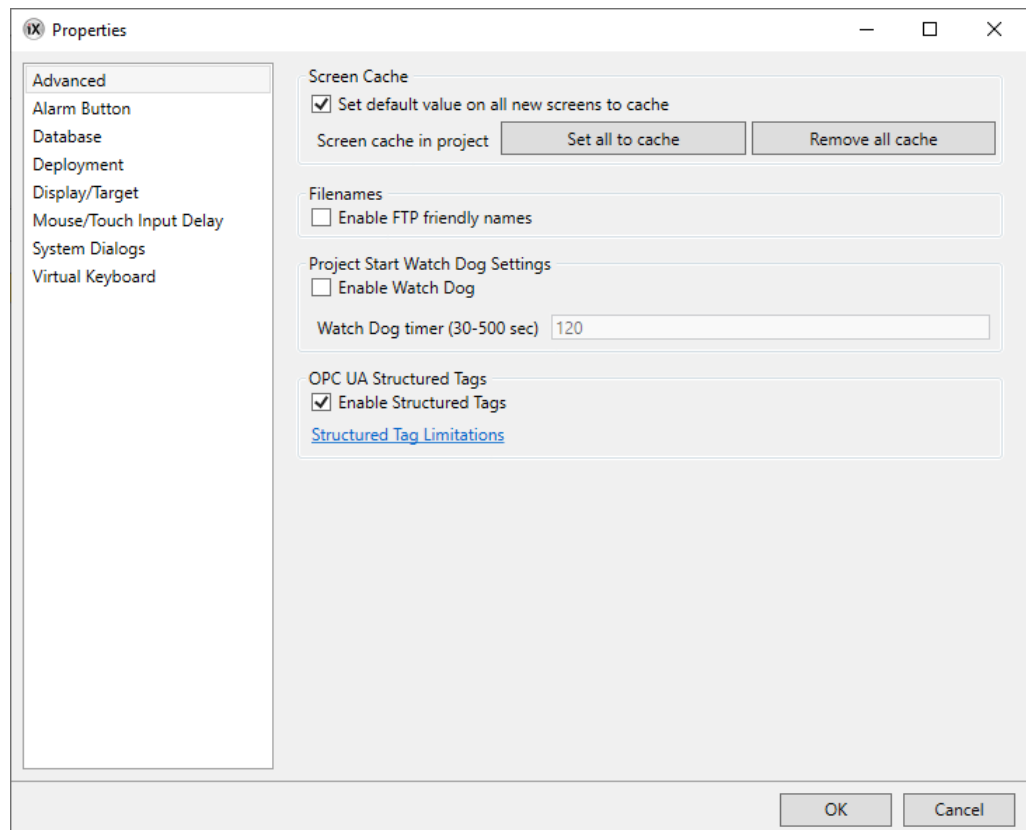 iX Properties
Advanced
Alarm Button
Database
Deployment
Display/Target
Mouse/Touch Input Delay
System Dialogs
Virtual Keyboard
Screen Cache
Set default value on all new screens to cache
Screen cache in project Set all to cache Remove all cache
Filenames
Enable FTP friendly names
Project Start Watch Dog Settings
Enable Watch Dog
Watch Dog timer (30-500 sec) 120
OPC UA Structured Tags
Enable Structured Tags
Structured Tag Limitations
OK Cancel